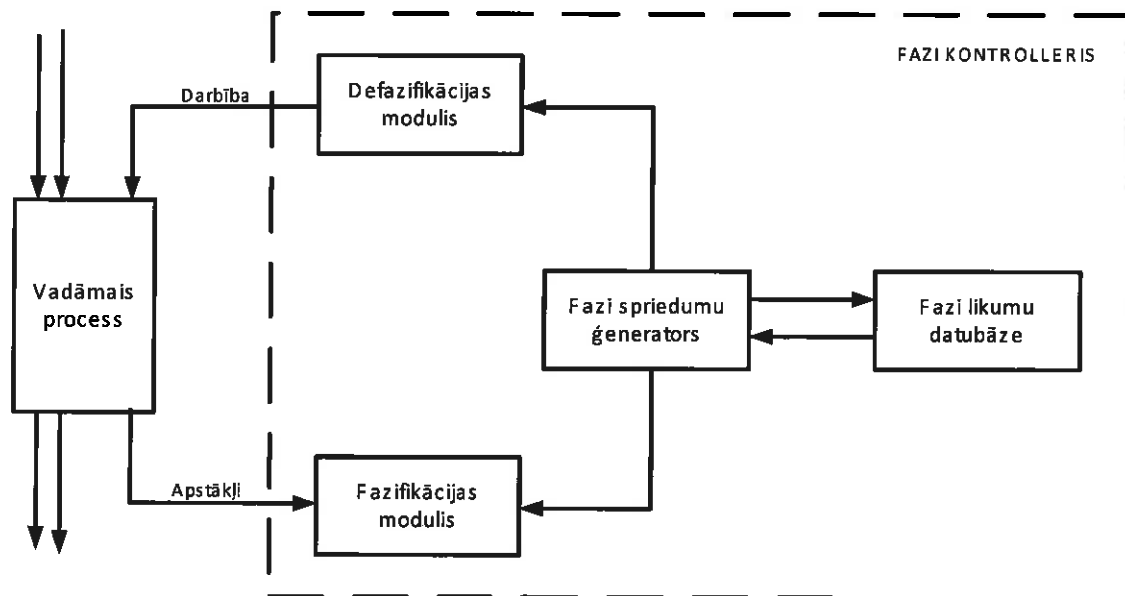 FAZI KONTROLLERIS
Darbība
Defazifikācijas
modulis
Vadāmais
process
Fazi spriedumu
ģenerators
Fazi likumu
datubāze
Apstākļi
Fazifikācijas
modulis